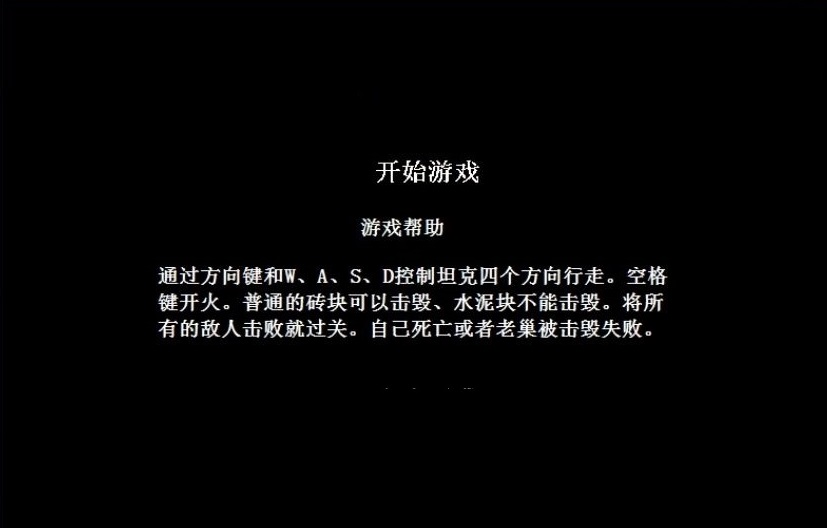 开始游戏
游戏帮助
通过方向键和W、A、S、D控制坦克四个方向行走。空格
键开火。普通的砖块可以击毁、水泥块不能击毁。将所
有的敌人击败就过关。自己死亡或者老巢被击毁失败。